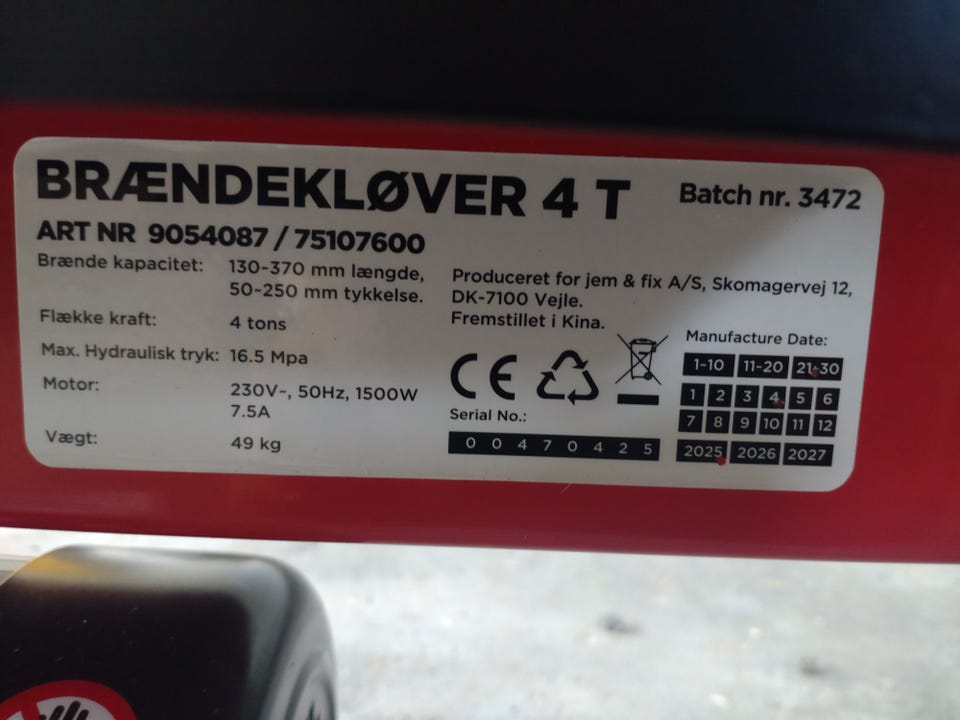 BRÆNDEKLØVER 4 T
Batch nr. 3472
ART NR 9054087 / 75107600
Brænde kapacitet: 130-370 mm længde,
50-250 mm tykkelse.
Flække kraft: 4 tons
Max. Hydraulisk tryk: 16.5 Mpa
Motor: 230V~, 50Hz, 1500W
7.5A
Vægt: 49 kg
Produceret for jem & fix A/S, Skomagervej 12,
DK-7100 Vejle.
Fremstillet i Kina.
CE
Serial No.:
0 0 4 7 0 4 2 5
Manufacture Date:
1-10 11-20 21-30
1 2 3 4 5 6
7 8 9 10 11 12
2025 2026 2027